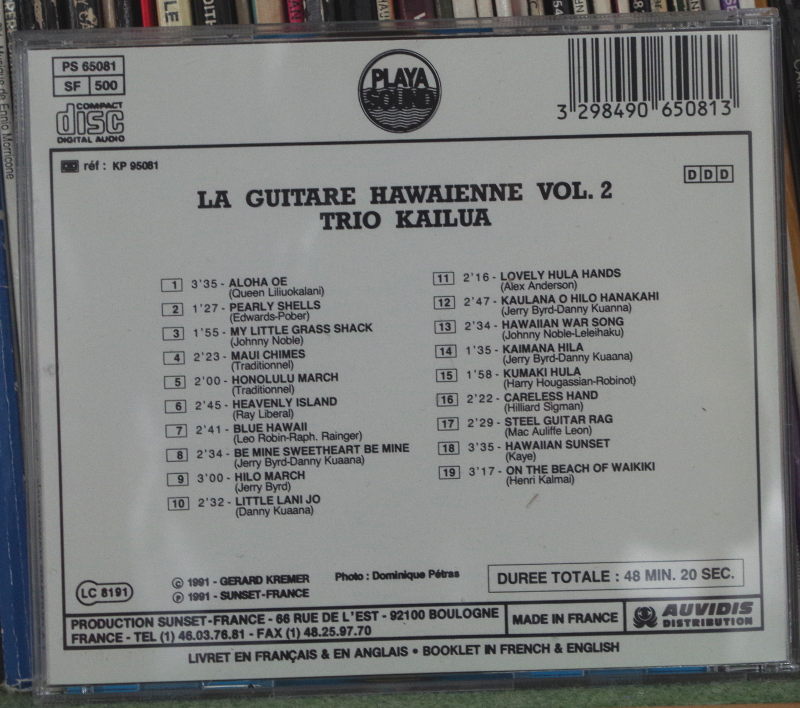 Musique de Ennio Morricone
PS 65081
SF 500
COMPACT
disc
DIGITAL AUDIO
PLAYA
SOUND
3 298490 650813
réf : KP 95081
DDD
LA GUITARE HAWAIENNE VOL. 2
TRIO KAILUA
1 3'35 - ALOHA OE
(Queen Liliuokalani)
2 1'27 - PEARLY SHELLS
(Edwards-Pober)
3 1'55 - MY LITTLE GRASS SHACK
(Johnny Noble)
4 2'23 - MAUI CHIMES
(Traditionnel)
5 2'00 - HONOLULU MARCH
(Traditionnel)
6 2'45 - HEAVENLY ISLAND
(Ray Liberal)
7 2'41 - BLUE HAWAII
(Leo Robin-Raph. Rainger)
8 2'34 - BE MINE SWEETHEART BE MINE
(Jerry Byrd-Danny Kuaana)
9 3'00 - HILO MARCH
(Jerry Byrd)
10 2'32 - LITTLE LANI JO
(Danny Kuaana)
11 2'16 - LOVELY HULA HANDS
(Alex Anderson)
12 2'47 - KAULANA O HILO HANAKAHI
(Jerry Byrd-Danny Kuanna)
13 2'34 - HAWAIIAN WAR SONG
(Johnny Noble-Leleihaku)
14 1'35 - KAIMANA HILA
(Jerry Byrd-Danny Kuaana)
15 1'58 - KUMAKI HULA
(Harry Hougassian-Robinot)
16 2'22 - CARELESS HAND
(Hilliard Sigman)
17 2'29 - STEEL GUITAR RAG
(Mac Auliffe Leon)
18 3'35 - HAWAIIAN SUNSET
(Kaye)
19 3'17 - ON THE BEACH OF WAIKIKI
(Henri Kalmai)
LC 8191
© 1991 - GERARD KREMER
℗ 1991 - SUNSET-FRANCE
Photo : Dominique Pétras
DUREE TOTALE : 48 MIN. 20 SEC.
PRODUCTION SUNSET-FRANCE - 66 RUE DE L'EST - 92100 BOULOGNE
FRANCE - TEL (1) 46.03.76.81 - FAX (1) 48.25.97.70
MADE IN FRANCE
AUVIDIS
DISTRIBUTION
LIVRET EN FRANÇAIS & EN ANGLAIS • BOOKLET IN FRENCH & ENGLISH